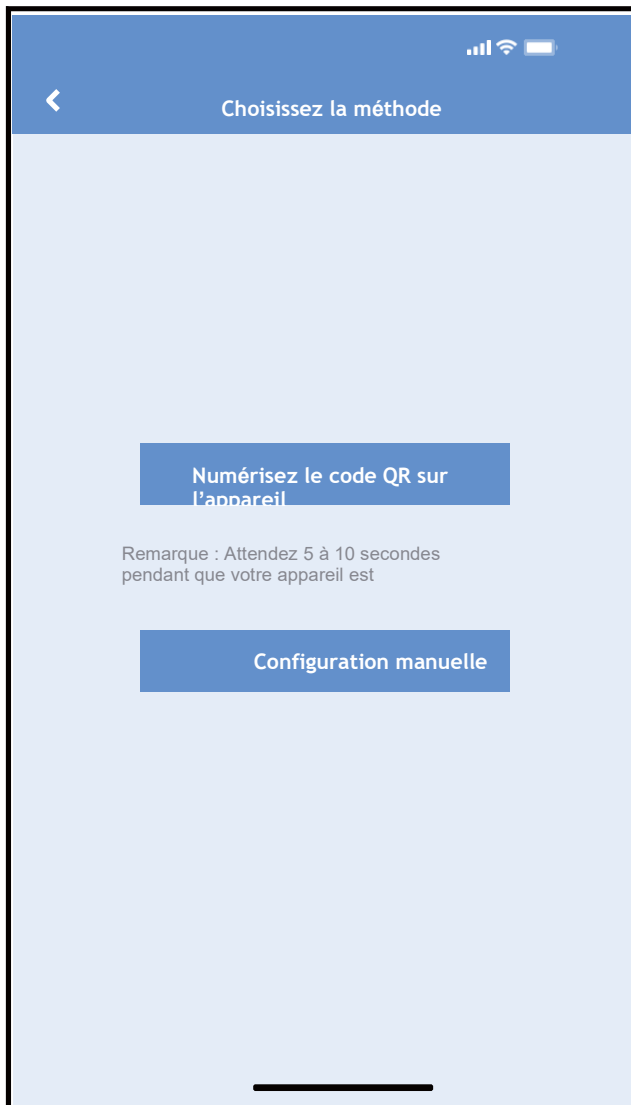 Choisissez la méthode
Numérisez le code QR sur
l’appareil
Remarque : Attendez 5 à 10 secondes
pendant que votre appareil est
Configuration manuelle